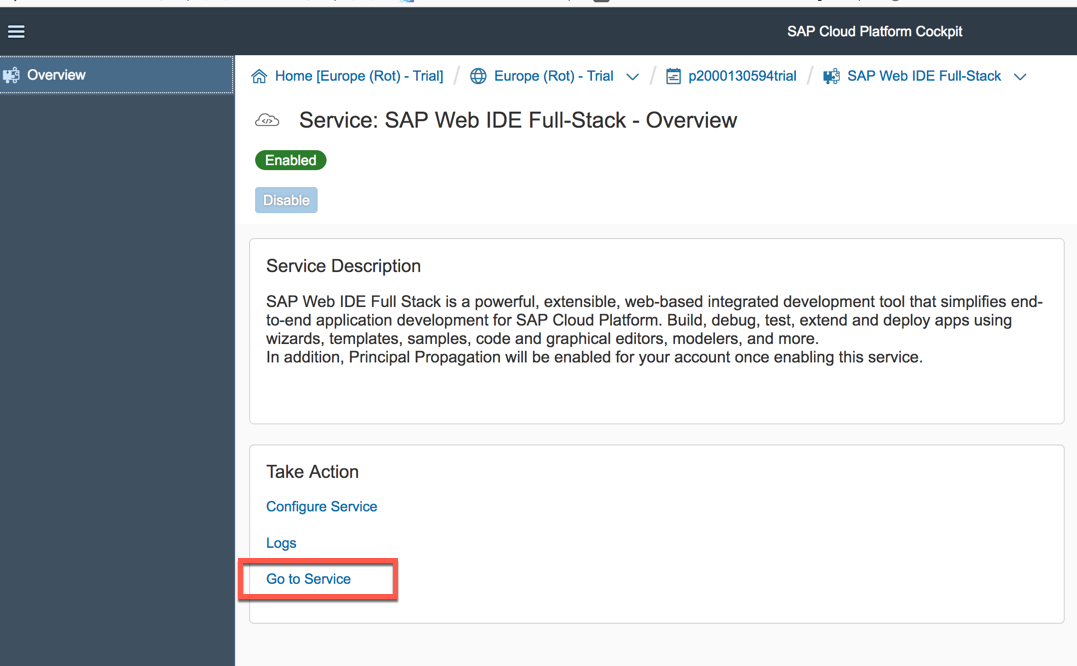 SAP Cloud Platform Cockpit
Overview
Home [Europe (Rot) - Trial] / Europe (Rot) - Trial / p2000130594trial / SAP Web IDE Full-Stack
Service: SAP Web IDE Full-Stack - Overview
Enabled
Disable
Service Description
SAP Web IDE Full Stack is a powerful, extensible, web-based integrated development tool that simplifies end-
to-end application development for SAP Cloud Platform. Build, debug, test, extend and deploy apps using
wizards, templates, samples, code and graphical editors, modelers, and more.
In addition, Principal Propagation will be enabled for your account once enabling this service.
Take Action
Configure Service
Logs
Go to Service